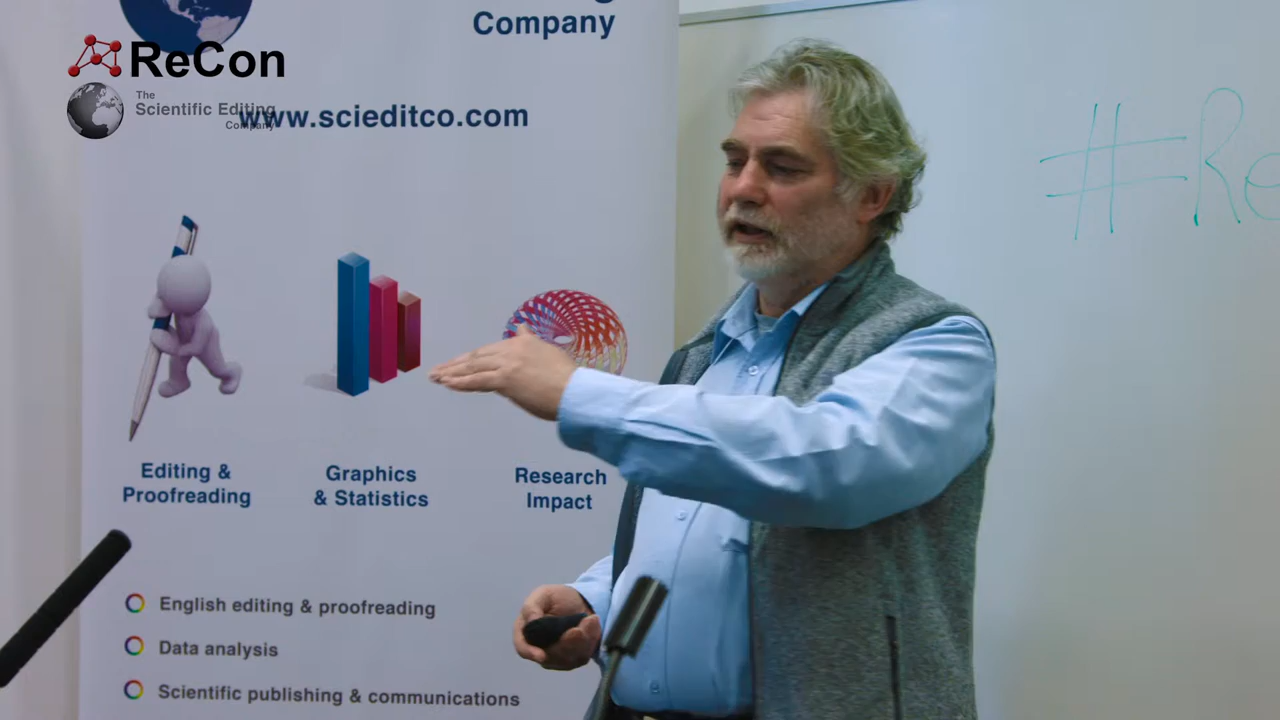 Company
ReCon
The
Scientific Editing
Company
www.scieditco.com
#Re
Editing &
Proofreading
Graphics
& Statistics
Research
Impact
English editing & proofreading
Data analysis
Scientific publishing & communications